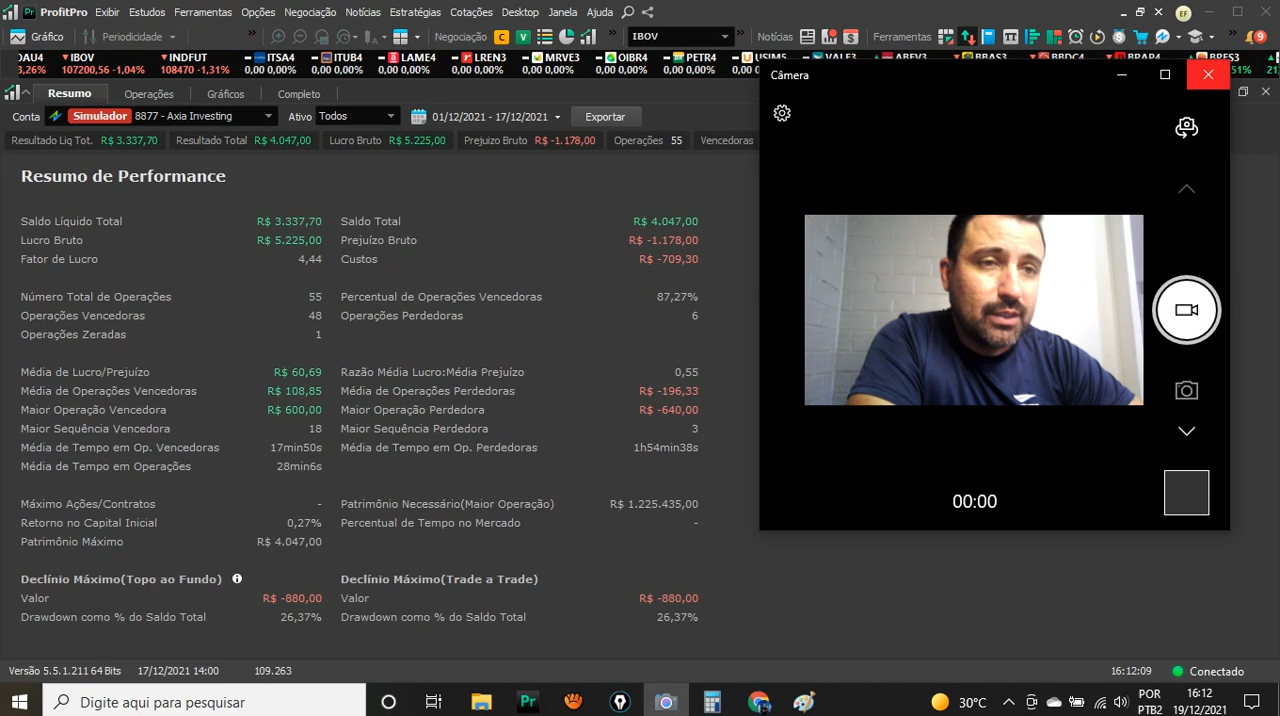 ProfitPro Exibir Estudos Ferramentas Opções Negociação Notícias Estratégias Cotações Desktop Janela Ajuda EF
Gráfico Periodicidade Negociação C V IBOV Notícias Ferramentas 9
IBOV INDFUT ITSA4 ITUB4 LAME4 LREN3 MRVE3 OIBR4 PETR4 USIM5
3,26% 107200,56 -1,04% 108470 -1,31% 0,00 0,00% 0,00 0,00% 0,00 0,00% 0,00 0,00% 0,00 0,00% 0,00 0,00% 0,00 0,00%
Câmera
Resumo Operações Gráficos Completo
Conta Simulador 8877 - Axia Investing Ativo Todos 01/12/2021 - 17/12/2021 Exportar
Resultado Liq Tot. R$ 3.337,70 Resultado Total R$ 4.047,00 Lucro Bruto R$ 5.225,00 Prejuizo Bruto R$ -1.178,00 Operações 55 Vencedoras
Resumo de Performance
Saldo Líquido Total R$ 3.337,70 Saldo Total R$ 4.047,00
Lucro Bruto R$ 5.225,00 Prejuízo Bruto R$ -1.178,00
Fator de Lucro 4,44 Custos R$ -709,30
Número Total de Operações 55 Percentual de Operações Vencedoras 87,27%
Operações Vencedoras 48 Operações Perdedoras 6
Operações Zeradas 1
Média de Lucro/Prejuízo R$ 60,69 Razão Média Lucro:Média Prejuízo 0,55
Média de Operações Vencedoras R$ 108,85 Média de Operações Perdedoras R$ -196,33
Maior Operação Vencedora R$ 600,00 Maior Operação Perdedora R$ -640,00
Maior Sequência Vencedora 18 Maior Sequência Perdedora 3
Média de Tempo em Op. Vencedoras 17min50s Média de Tempo em Op. Perdedoras 1h54min38s
Média de Tempo em Operações 28min6s
Máximo Ações/Contratos - Patrimônio Necessário(Maior Operação) R$ 1.225.435,00
Retorno no Capital Inicial 0,27% Percentual de Tempo no Mercado -
Patrimônio Máximo R$ 4.047,00
00:00
Declínio Máximo(Topo ao Fundo) Declínio Máximo(Trade a Trade)
Valor R$ -880,00 Valor R$ -880,00
Drawdown como % do Saldo Total 26,37% Drawdown como % do Saldo Total 26,37%
Versão 5.5.1.211 64 Bits 17/12/2021 14:00 109.263 16:12:09 Conectado
Digite aqui para pesquisar Pr 30°C POR 16:12
PTB2 19/12/2021